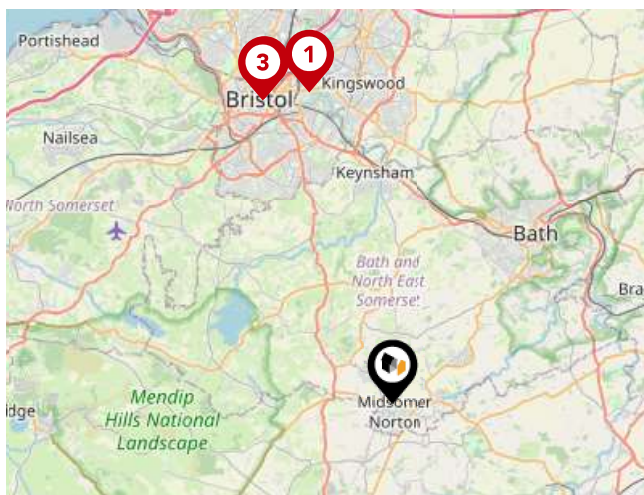 Portishead
3
1
Kingswood
Bristol
Nailsea
Keynsham
North Somerset
Bath
Bath and
North East
Somerset
Bra
Mendip
Hills National
Landscape
Midsomer
Norton
idge